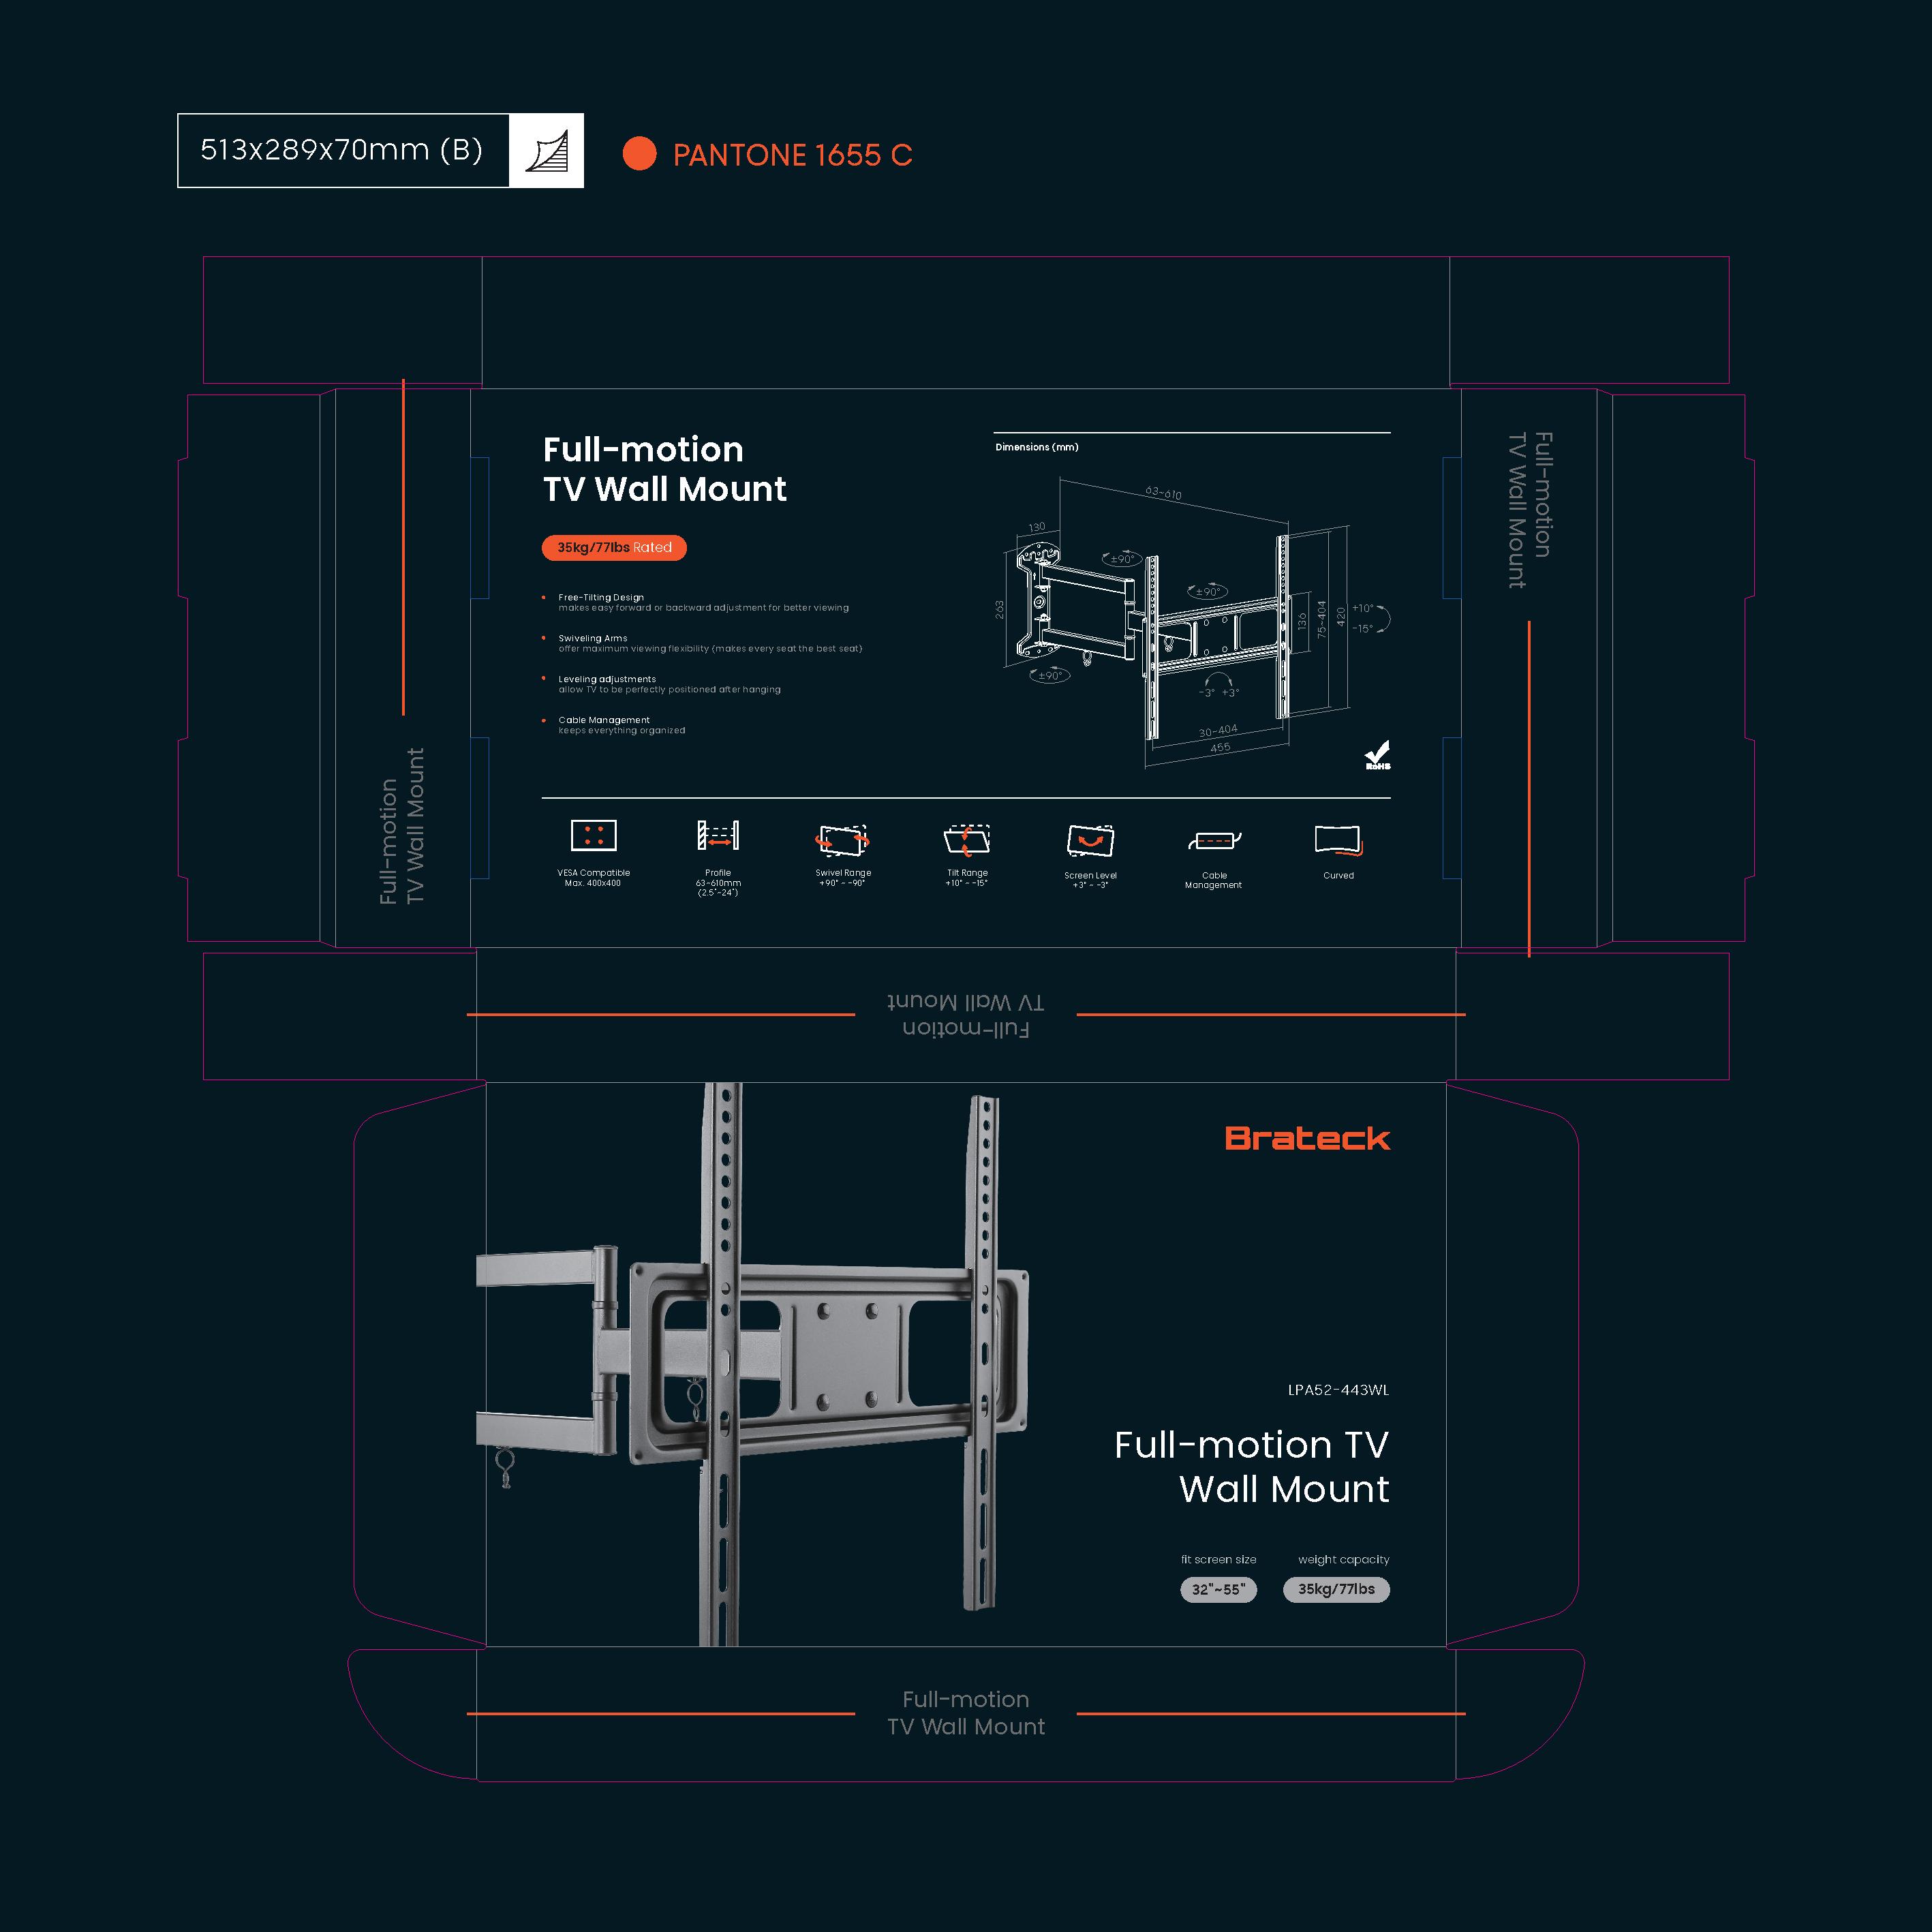 513x289x70mm (B)
PANTONE 1655 C
Full-motion
TV Wall Mount
35kg/77lbs Rated
Free-Tilting Design
makes easy forward or backward adjustment for better viewing
Swiveling Arms
offer maximum viewing flexibility (makes every seat the best seat)
Leveling adjustments
allow TV to be perfectly positioned after hanging
Cable Management
keeps everything organized
Dimensions (mm)
63~610
130
±90°
±90°
263
136
75~404
420
+10°
-15°
±90°
-3° +3°
30~404
455
RoHS
VESA Compatible
Max. 400x400
Profile
63~610mm
(2.5"~24")
Swivel Range
+90° ~ -90°
Tilt Range
+10° ~ -15°
Screen Level
+3° ~ -3°
Cable
Management
Curved
Full-motion
TV Wall Mount
Full-motion
TV Wall Mount
Full-motion
TV Wall Mount
Brateck
LPA52-443WL
Full-motion TV
Wall Mount
fit screen size
32"~55"
weight capacity
35kg/77lbs
Full-motion
TV Wall Mount